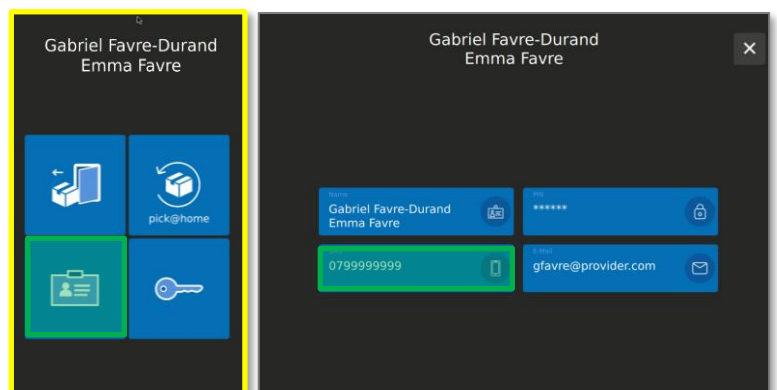 Gabriel Favre-Durand
Emma Favre
pick@home
Gabriel Favre-Durand
Emma Favre
Name
Gabriel Favre-Durand
Emma Favre
PIN
******
0799999999
E-Mail
gfavre@provider.com